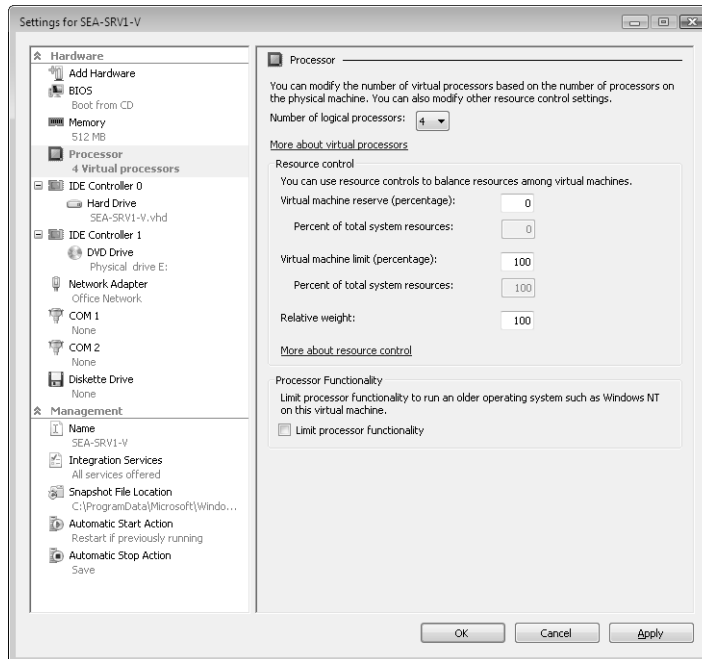 Settings for SEA-SRV1-V
Hardware
Add Hardware
BIOS
Boot from CD
Memory
512 MB
Processor
4 Virtual processors
IDE Controller 0
Hard Drive
SEA-SRV1-V.vhd
IDE Controller 1
DVD Drive
Physical drive E:
Network Adapter
Office Network
COM 1
None
COM 2
None
Diskette Drive
None
Management
Name
SEA-SRV1-V
Integration Services
All services offered
Snapshot File Location
C:\ProgramData\Microsoft\Windo...
Automatic Start Action
Restart if previously running
Automatic Stop Action
Save
Processor
You can modify the number of virtual processors based on the number of processors on
the physical machine. You can also modify other resource control settings.
Number of logical processors: 4
More about virtual processors
Resource control
You can use resource controls to balance resources among virtual machines.
Virtual machine reserve (percentage): 0
Percent of total system resources: 0
Virtual machine limit (percentage): 100
Percent of total system resources: 100
Relative weight: 100
More about resource control
Processor Functionality
Limit processor functionality to run an older operating system such as Windows NT
on this virtual machine.
Limit processor functionality
OK Cancel Apply